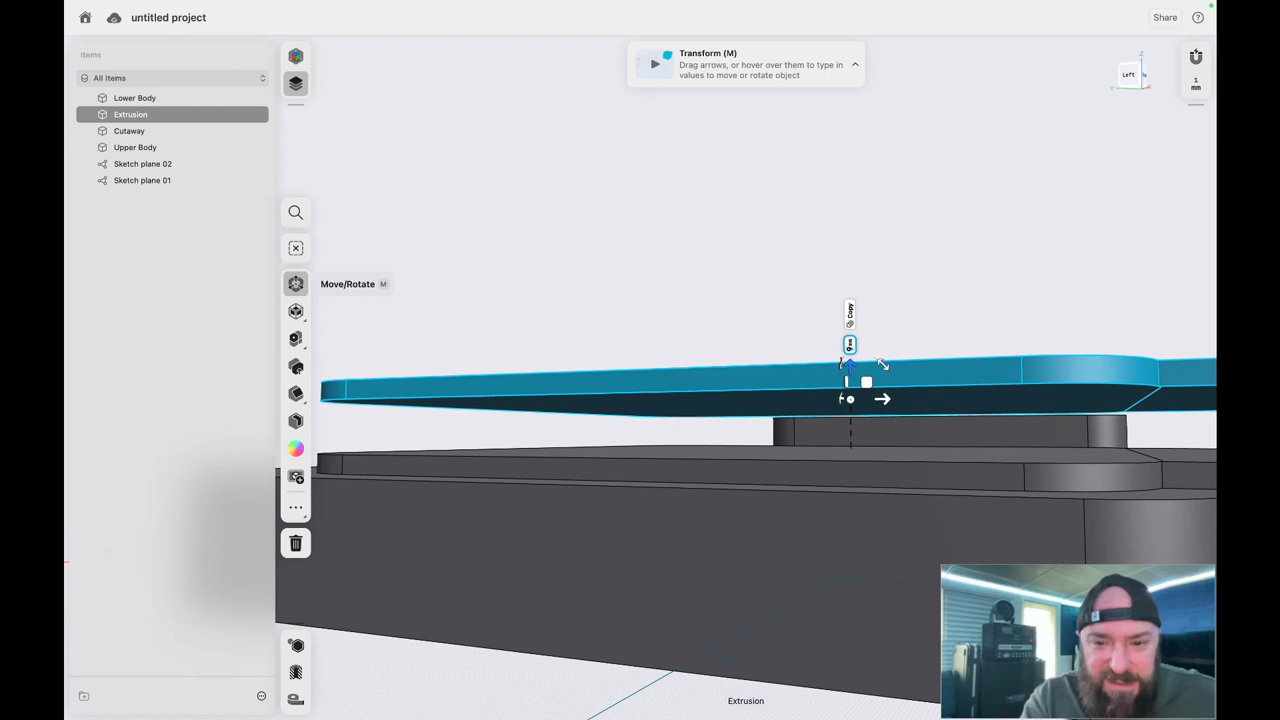 untitled project
Share
Items
All Items
Lower Body
Extrusion
Cutaway
Upper Body
Sketch plane 02
Sketch plane 01
Transform (M)
Drag arrows, or hover over them to type in
values to move or rotate object
Left
Z
Y
X
1
mm
Move/Rotate M
Copy
Extrusion